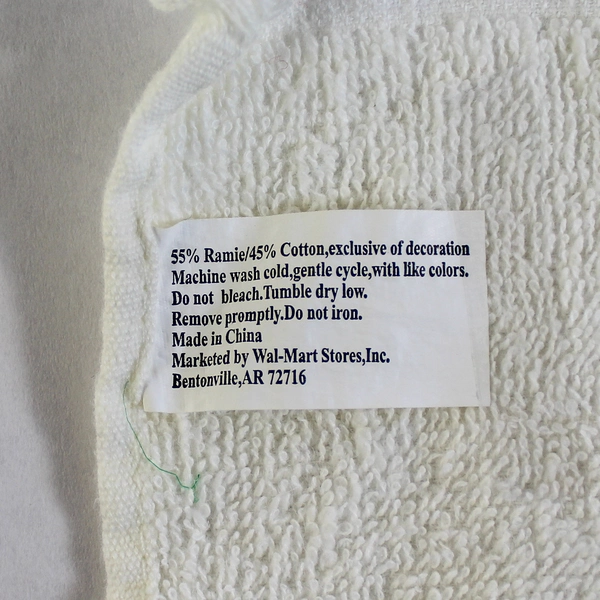 55% Ramie/45% Cotton,exclusive of decoration
Machine wash cold,gentle cycle,with like colors.
Do not bleach.Tumble dry low.
Remove promptly.Do not iron.
Made in China
Marketed by Wal-Mart Stores,Inc.
Bentonville,AR 72716